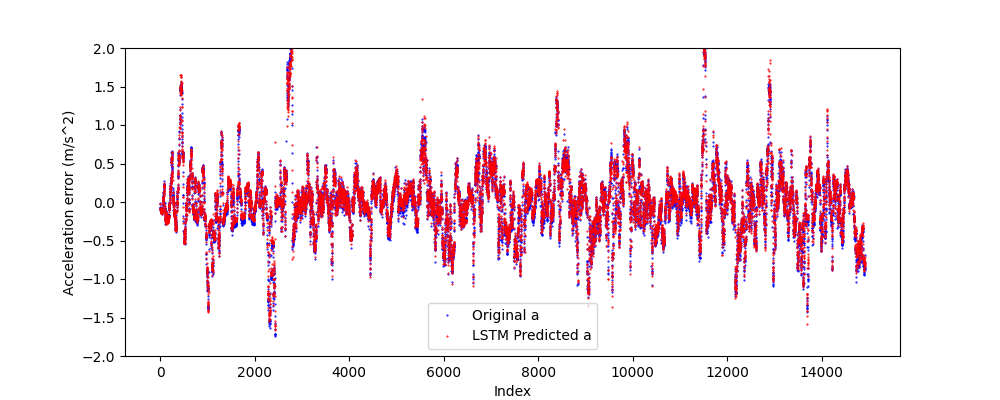 2.0
1.5
1.0
0.5
0.0
−0.5
−1.0
−1.5
−2.0
Acceleration error (m/s^2)
Original a
LSTM Predicted a
0 2000 4000 6000 8000 10000 12000 14000
Index